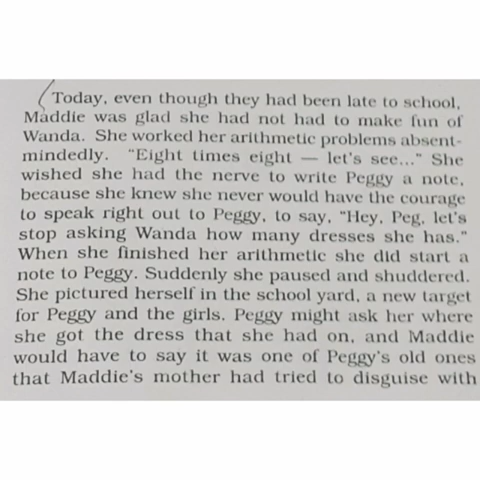 Today, even though they had been late to school,
Maddie was glad she had not had to make fun of
Wanda. She worked her arithmetic problems absent-
mindedly. "Eight times eight — let's see..." She
wished she had the nerve to write Peggy a note,
because she knew she never would have the courage
to speak right out to Peggy, to say, "Hey, Peg, let's
stop asking Wanda how many dresses she has."
When she finished her arithmetic she did start a
note to Peggy. Suddenly she paused and shuddered.
She pictured herself in the school yard, a new target
for Peggy and the girls. Peggy might ask her where
she got the dress that she had on, and Maddie
would have to say it was one of Peggy's old ones
that Maddie's mother had tried to disguise with